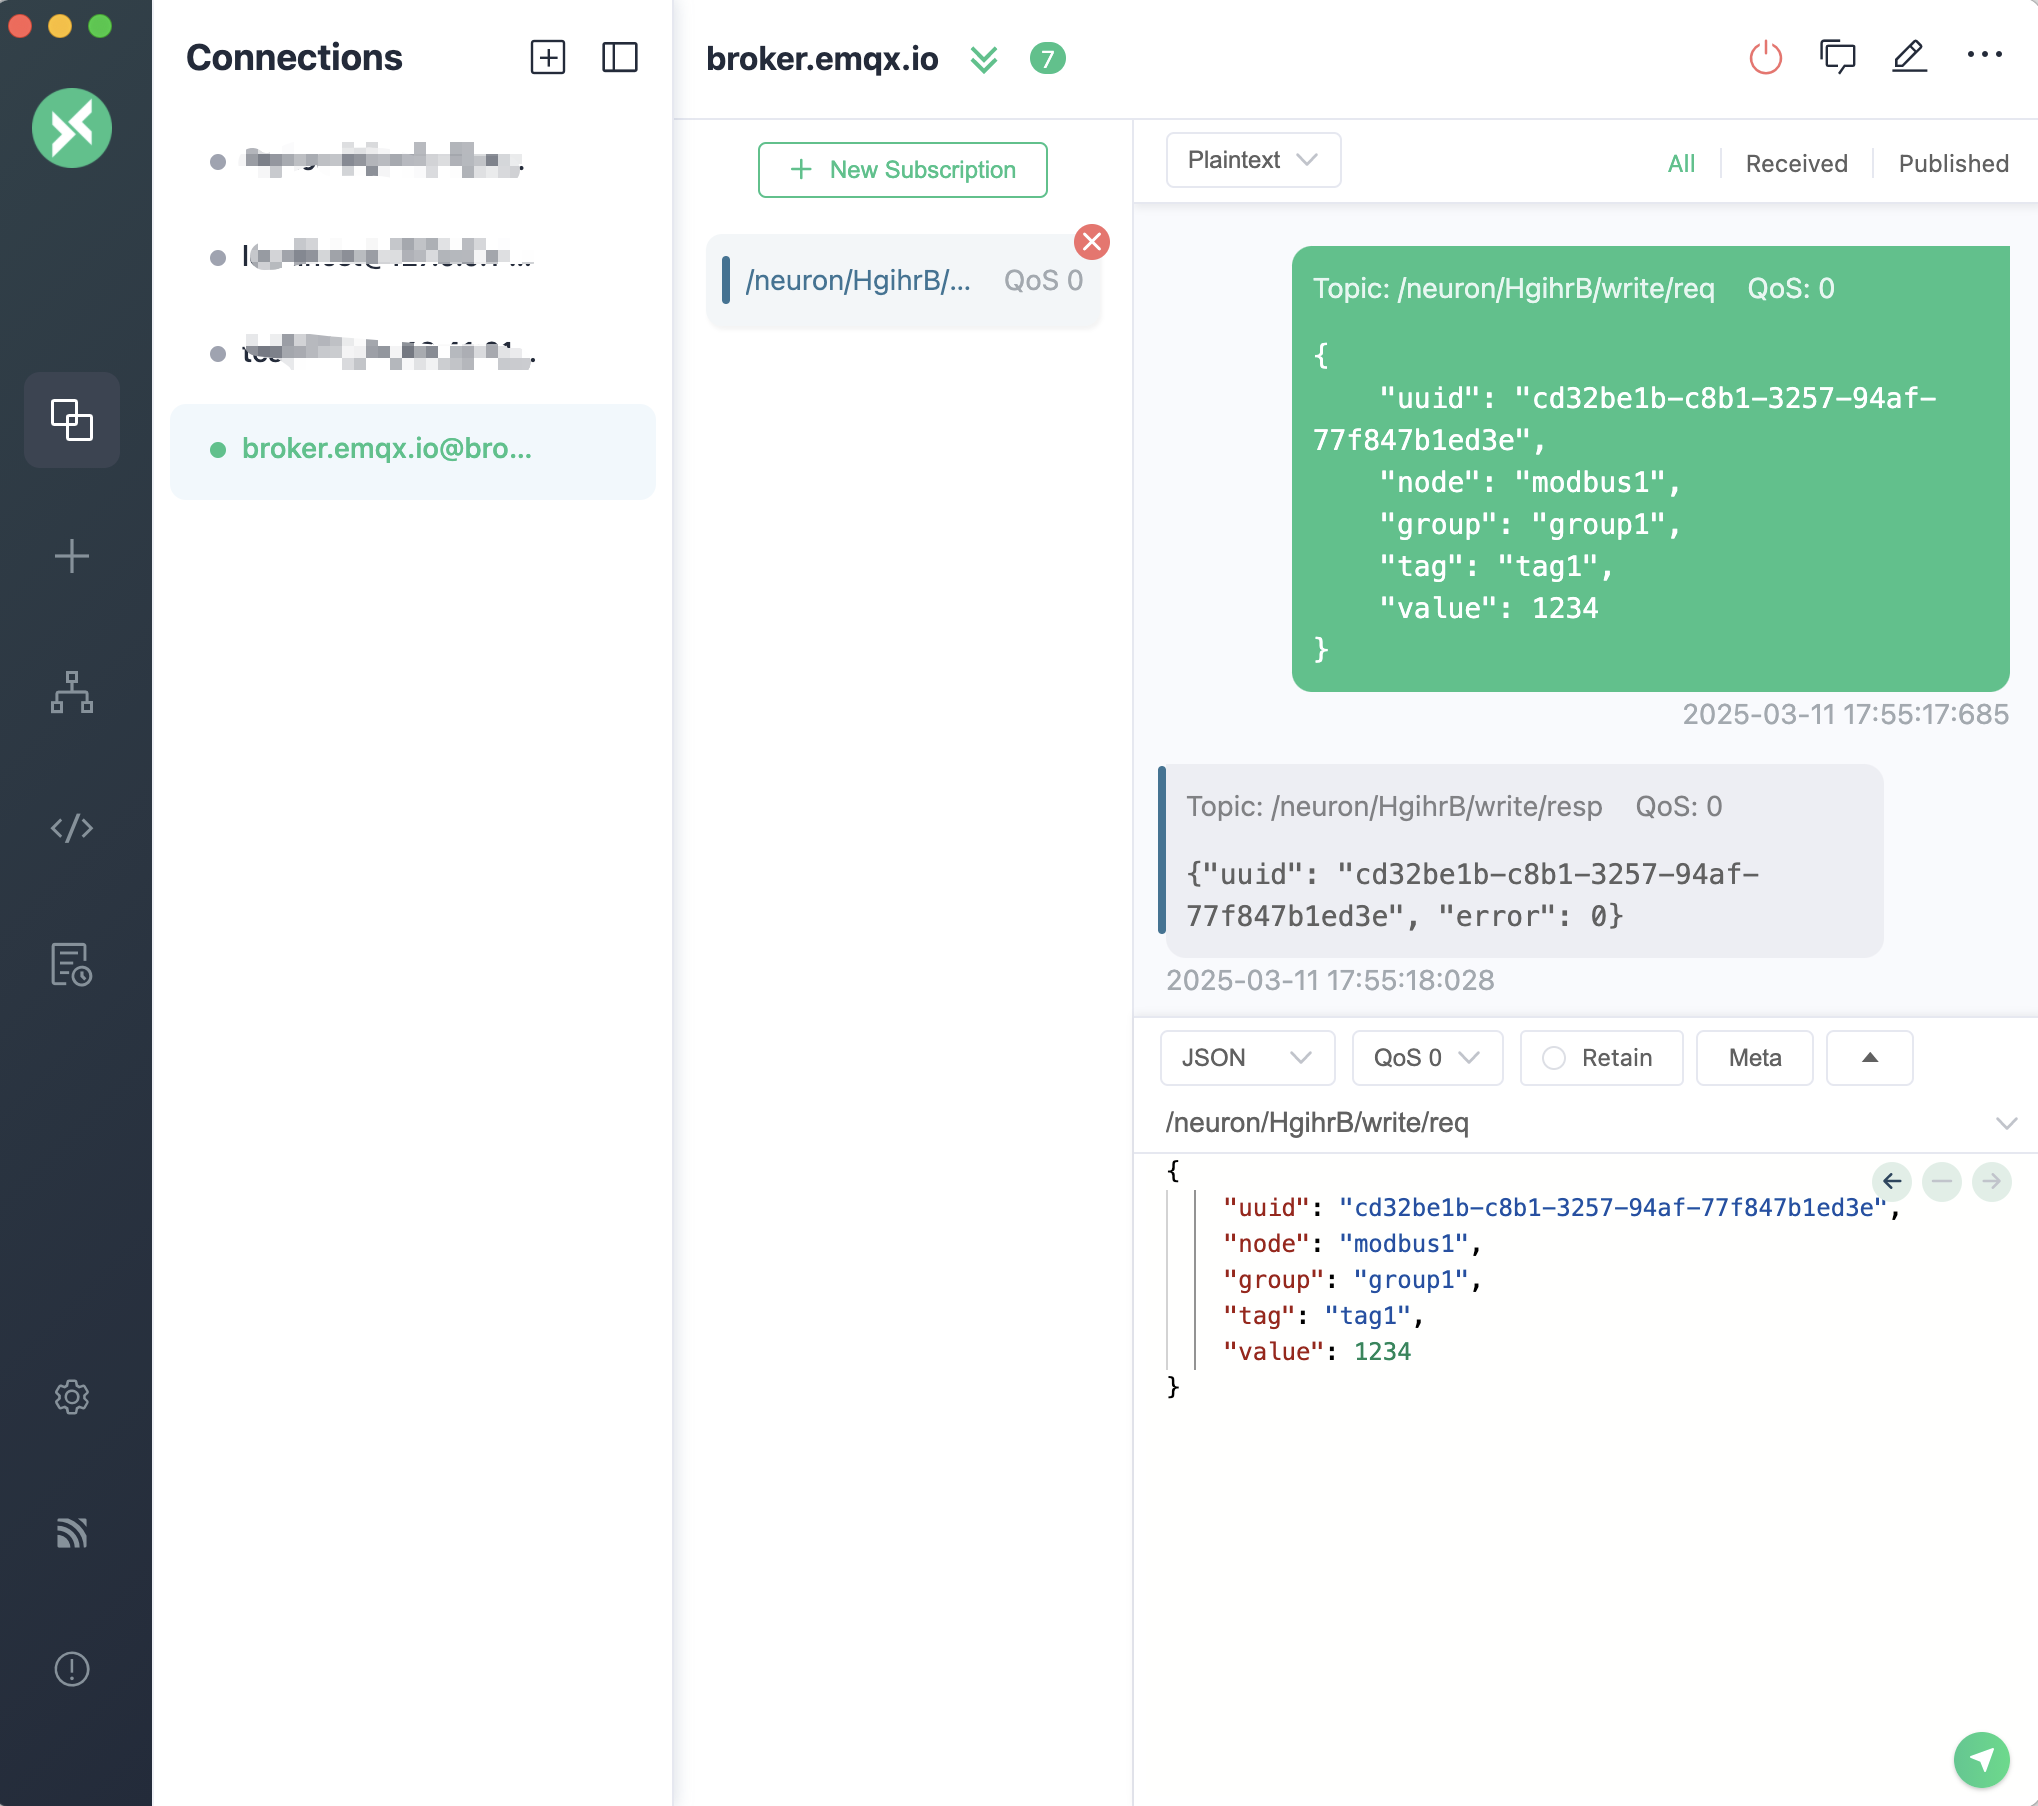 Connections
broker.emqx.io@bro...
broker.emqx.io
7
New Subscription
/neuron/HgihrB/...
QoS 0
Plaintext
All
Received
Published
Topic: /neuron/HgihrB/write/req QoS: 0
{
"uuid": "cd32be1b-c8b1-3257-94af-
77f847b1ed3e",
"node": "modbus1",
"group": "group1",
"tag": "tag1",
"value": 1234
}
2025-03-11 17:55:17:685
Topic: /neuron/HgihrB/write/resp QoS: 0
{"uuid": "cd32be1b-c8b1-3257-94af-
77f847b1ed3e", "error": 0}
2025-03-11 17:55:18:028
JSON
QoS 0
Retain
Meta
/neuron/HgihrB/write/req
{
"uuid": "cd32be1b-c8b1-3257-94af-77f847b1ed3e",
"node": "modbus1",
"group": "group1",
"tag": "tag1",
"value": 1234
}